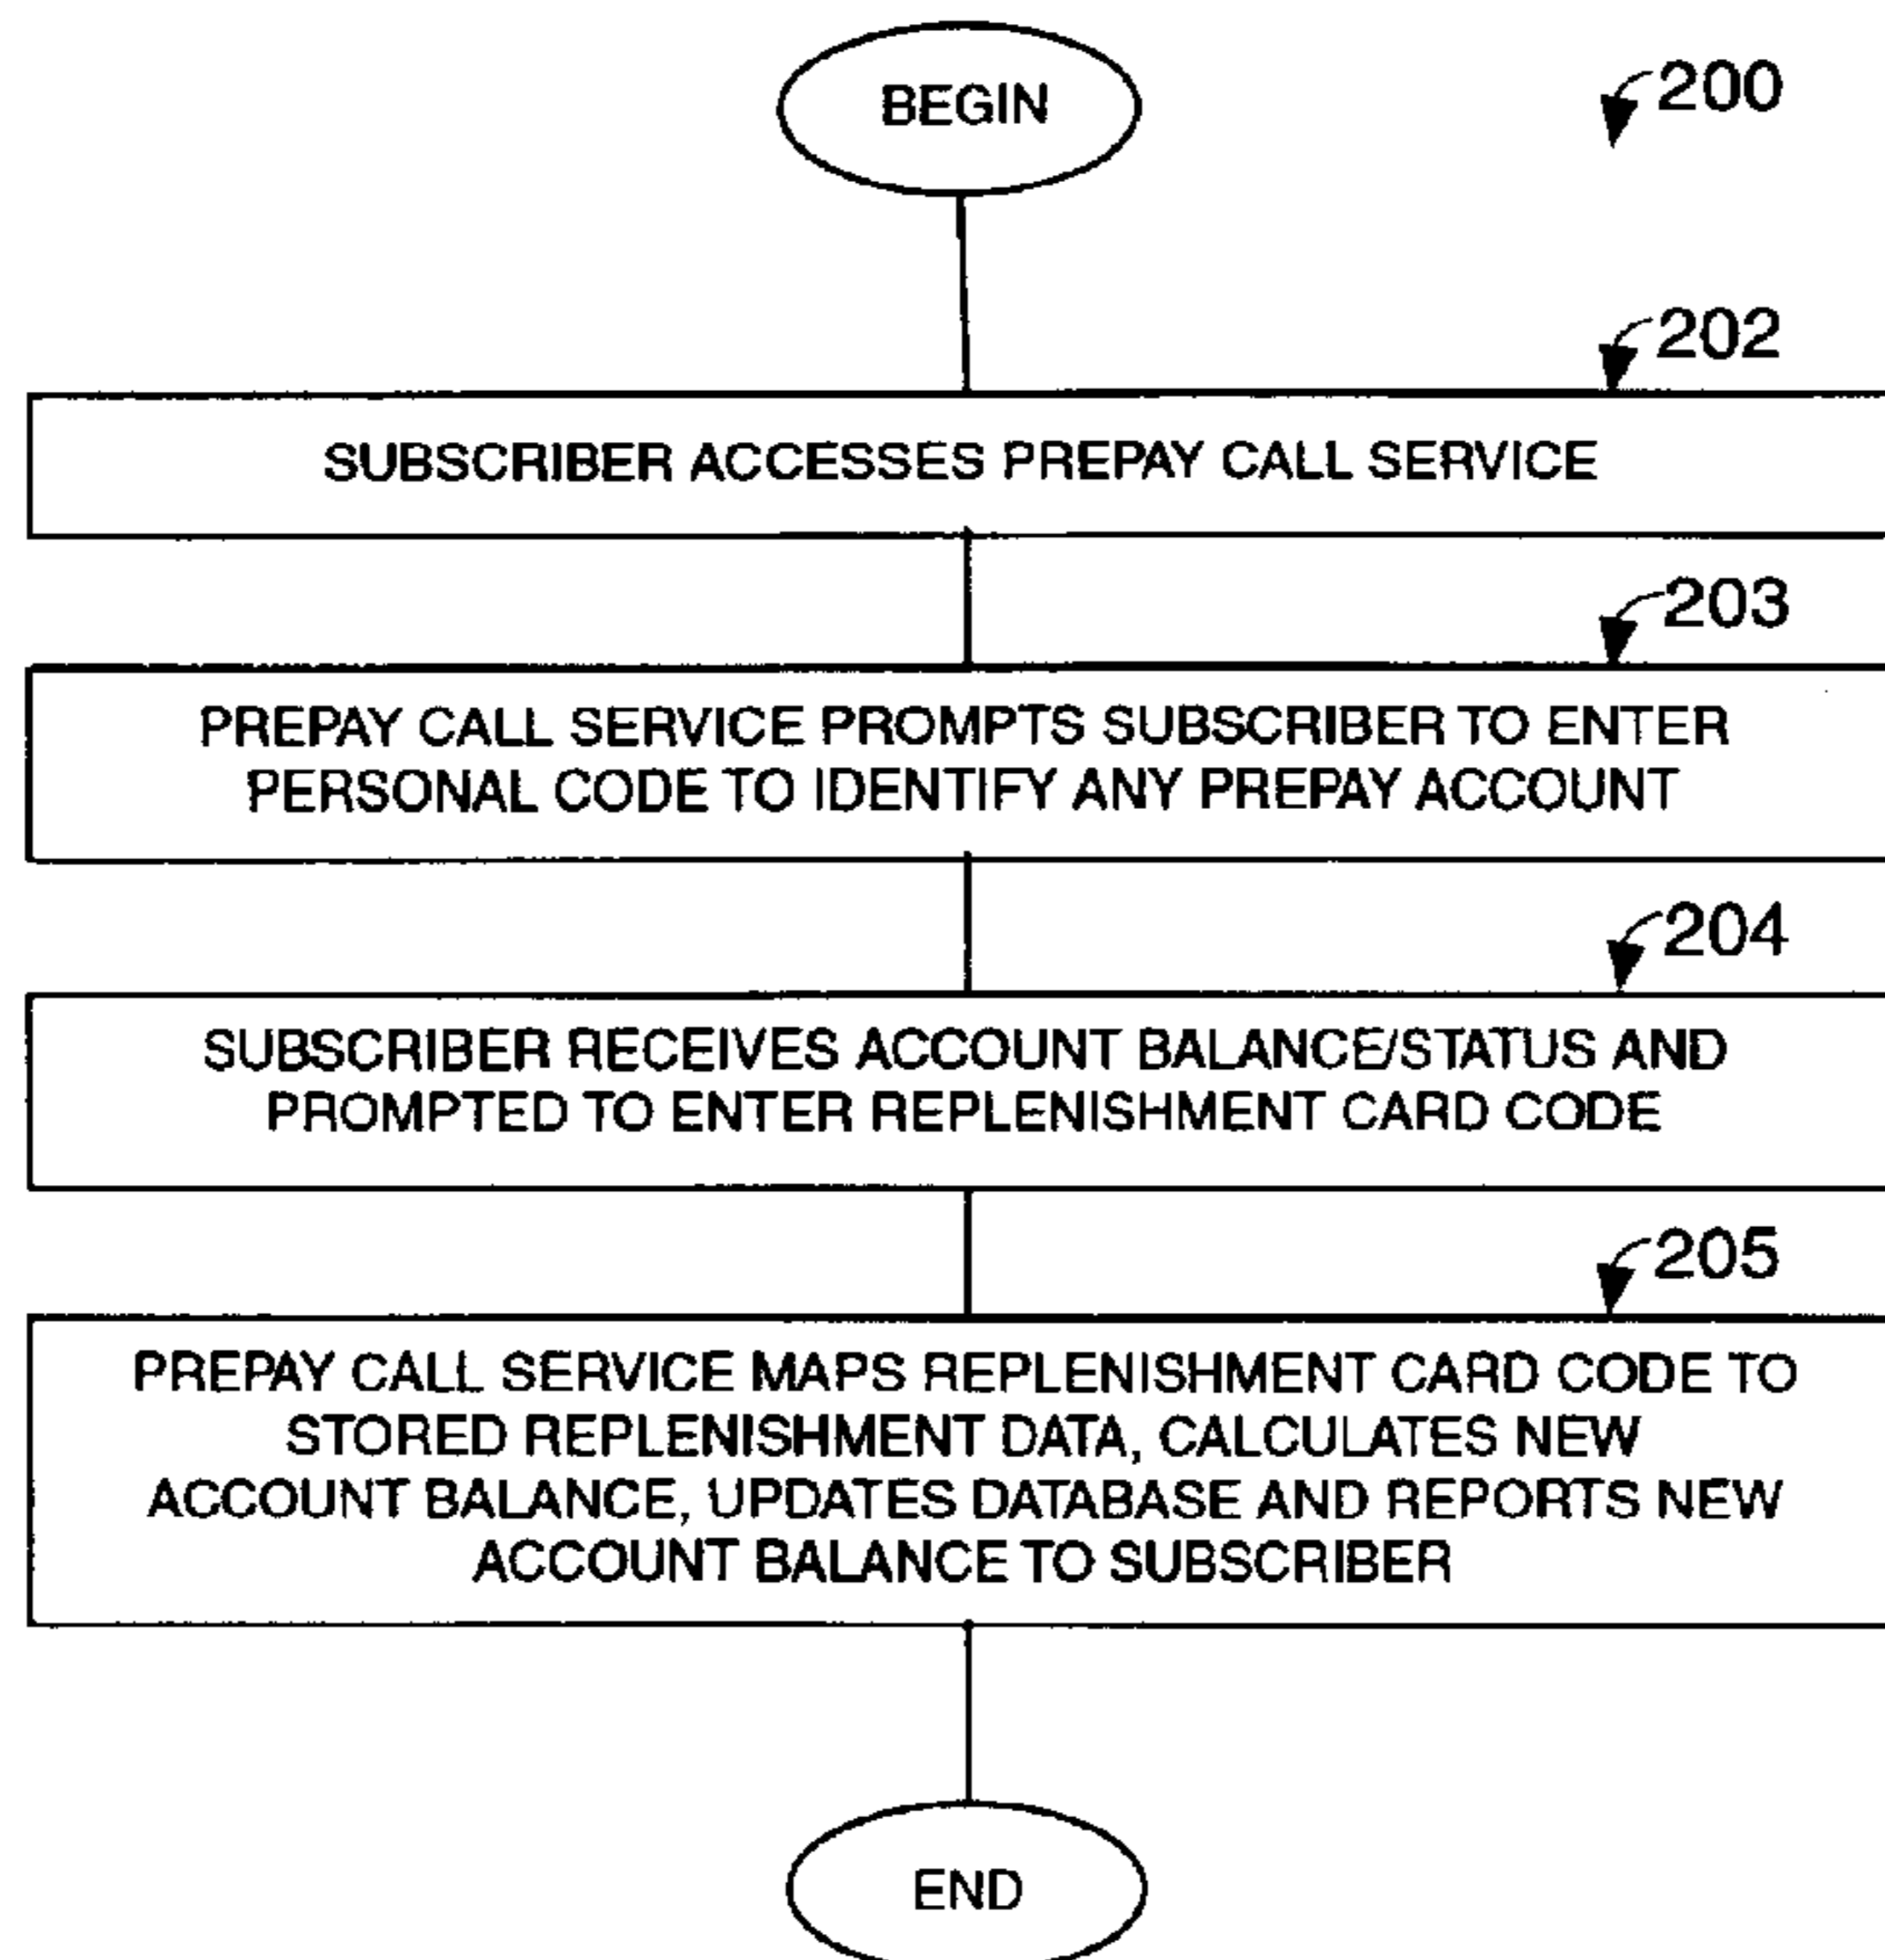 BEGIN
200
202
SUBSCRIBER ACCESSES PREPAY CALL SERVICE
203
PREPAY CALL SERVICE PROMPTS SUBSCRIBER TO ENTER
PERSONAL CODE TO IDENTIFY ANY PREPAY ACCOUNT
204
SUBSCRIBER RECEIVES ACCOUNT BALANCE/STATUS AND
PROMPTED TO ENTER REPLENISHMENT CARD CODE
205
PREPAY CALL SERVICE MAPS REPLENISHMENT CARD CODE TO
STORED REPLENISHMENT DATA, CALCULATES NEW
ACCOUNT BALANCE, UPDATES DATABASE AND REPORTS NEW
ACCOUNT BALANCE TO SUBSCRIBER
END